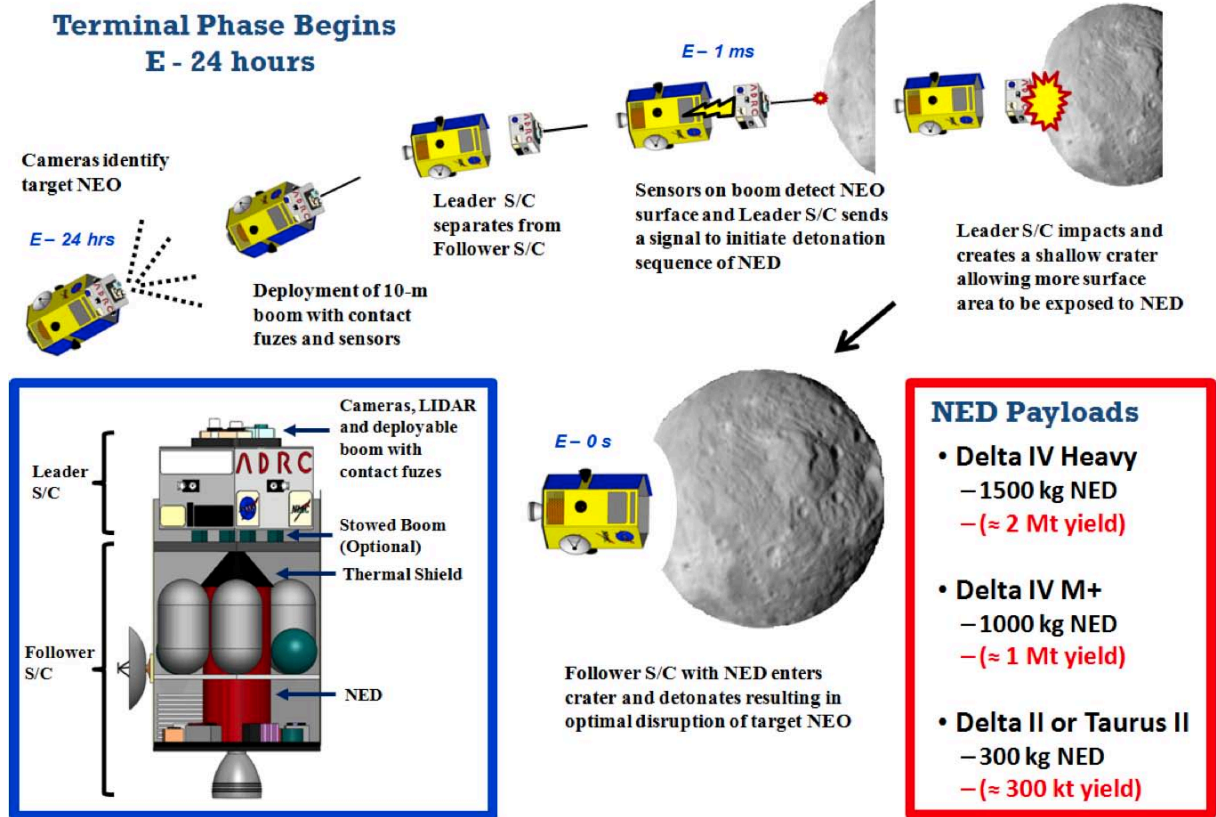 Terminal Phase Begins
E - 24 hours
Cameras identify
target NEO
E – 24 hrs
ADRC
Deployment of 10-m
boom with contact
fuzes and sensors
ADRC
Leader S/C
separates from
Follower S/C
ADRC
E – 1 ms
ADRC
Sensors on boom detect NEO
surface and Leader S/C sends
a signal to initiate detonation
sequence of NED
ADRC
Leader S/C impacts and
creates a shallow crater
allowing more surface
area to be exposed to NED
Leader
S/C
Follower
S/C
ADRC
Cameras, LIDAR
and deployable
boom with
contact fuzes
Stowed Boom
(Optional)
Thermal Shield
NED
E – 0 s
Follower S/C with NED enters
crater and detonates resulting in
optimal disruption of target NEO
NED Payloads
• Delta IV Heavy
– 1500 kg NED
– (≈ 2 Mt yield)
• Delta IV M+
– 1000 kg NED
– (≈ 1 Mt yield)
• Delta II or Taurus II
– 300 kg NED
– (≈ 300 kt yield)